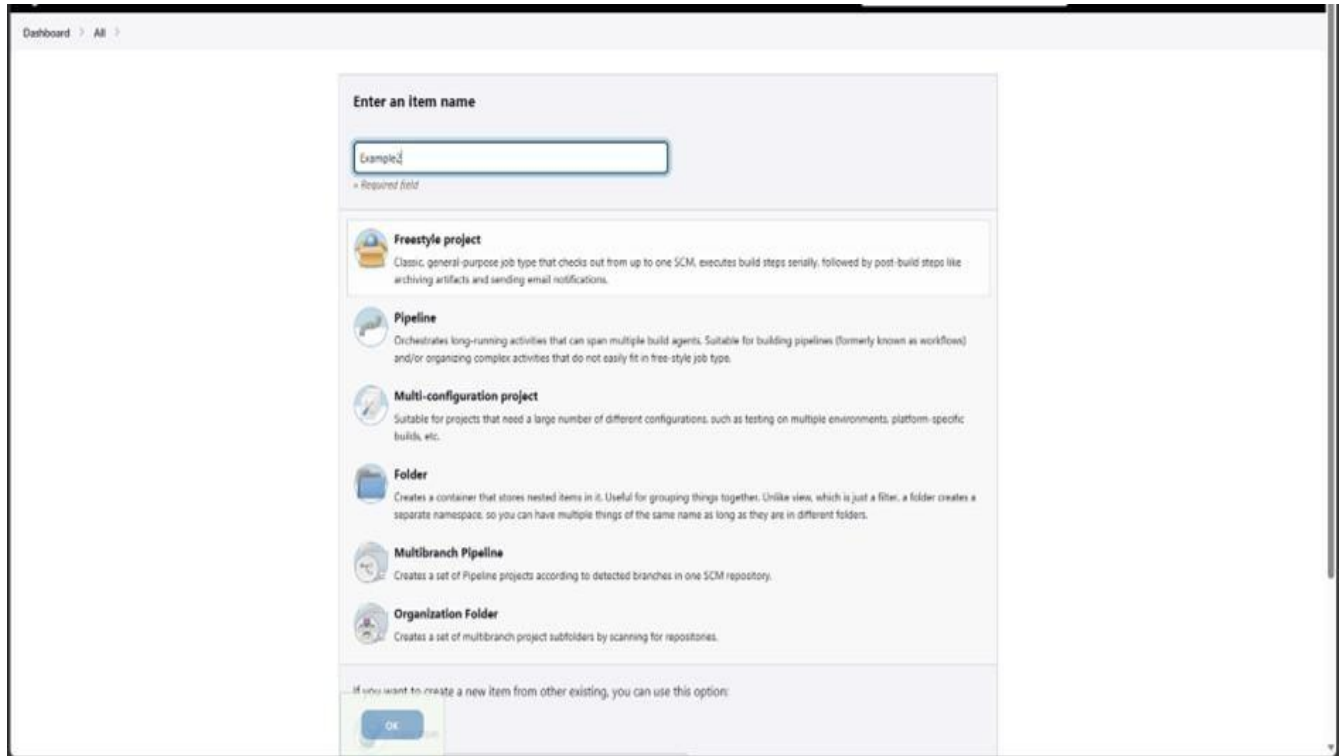 Dashboard > All >
Enter an item name
Example2
» Required field
Freestyle project
Classic, general-purpose job type that checks out from up to one SCM, executes build steps serially, followed by post-build steps like
archiving artifacts and sending email notifications.
Pipeline
Orchestrates long-running activities that can span multiple build agents. Suitable for building pipelines (formerly known as workflows)
and/or organizing complex activities that do not easily fit in free-style job type.
Multi-configuration project
Suitable for projects that need a large number of different configurations, such as testing on multiple environments, platform-specific
builds, etc.
Folder
Creates a container that stores nested items in it. Useful for grouping things together. Unlike view, which is just a filter, a folder creates a
separate namespace, so you can have multiple things of the same name as long as they are in different folders.
Multibranch Pipeline
Creates a set of Pipeline projects according to detected branches in one SCM repository.
Organization Folder
Creates a set of multibranch project subfolders by scanning for repositories.
If you want to create a new item from other existing, you can use this option:
OK